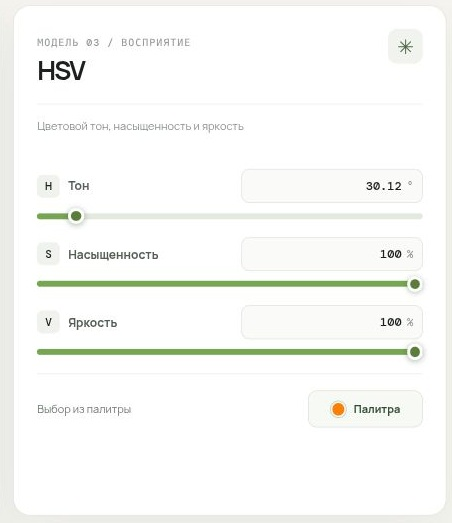 МОДЕЛЬ 03 / ВОСПРИЯТИЕ
HSV
Цветовой тон, насыщенность и яркость
H Тон 30.12 °
S Насыщенность 100 %
V Яркость 100 %
Выбор из палитры Палитра